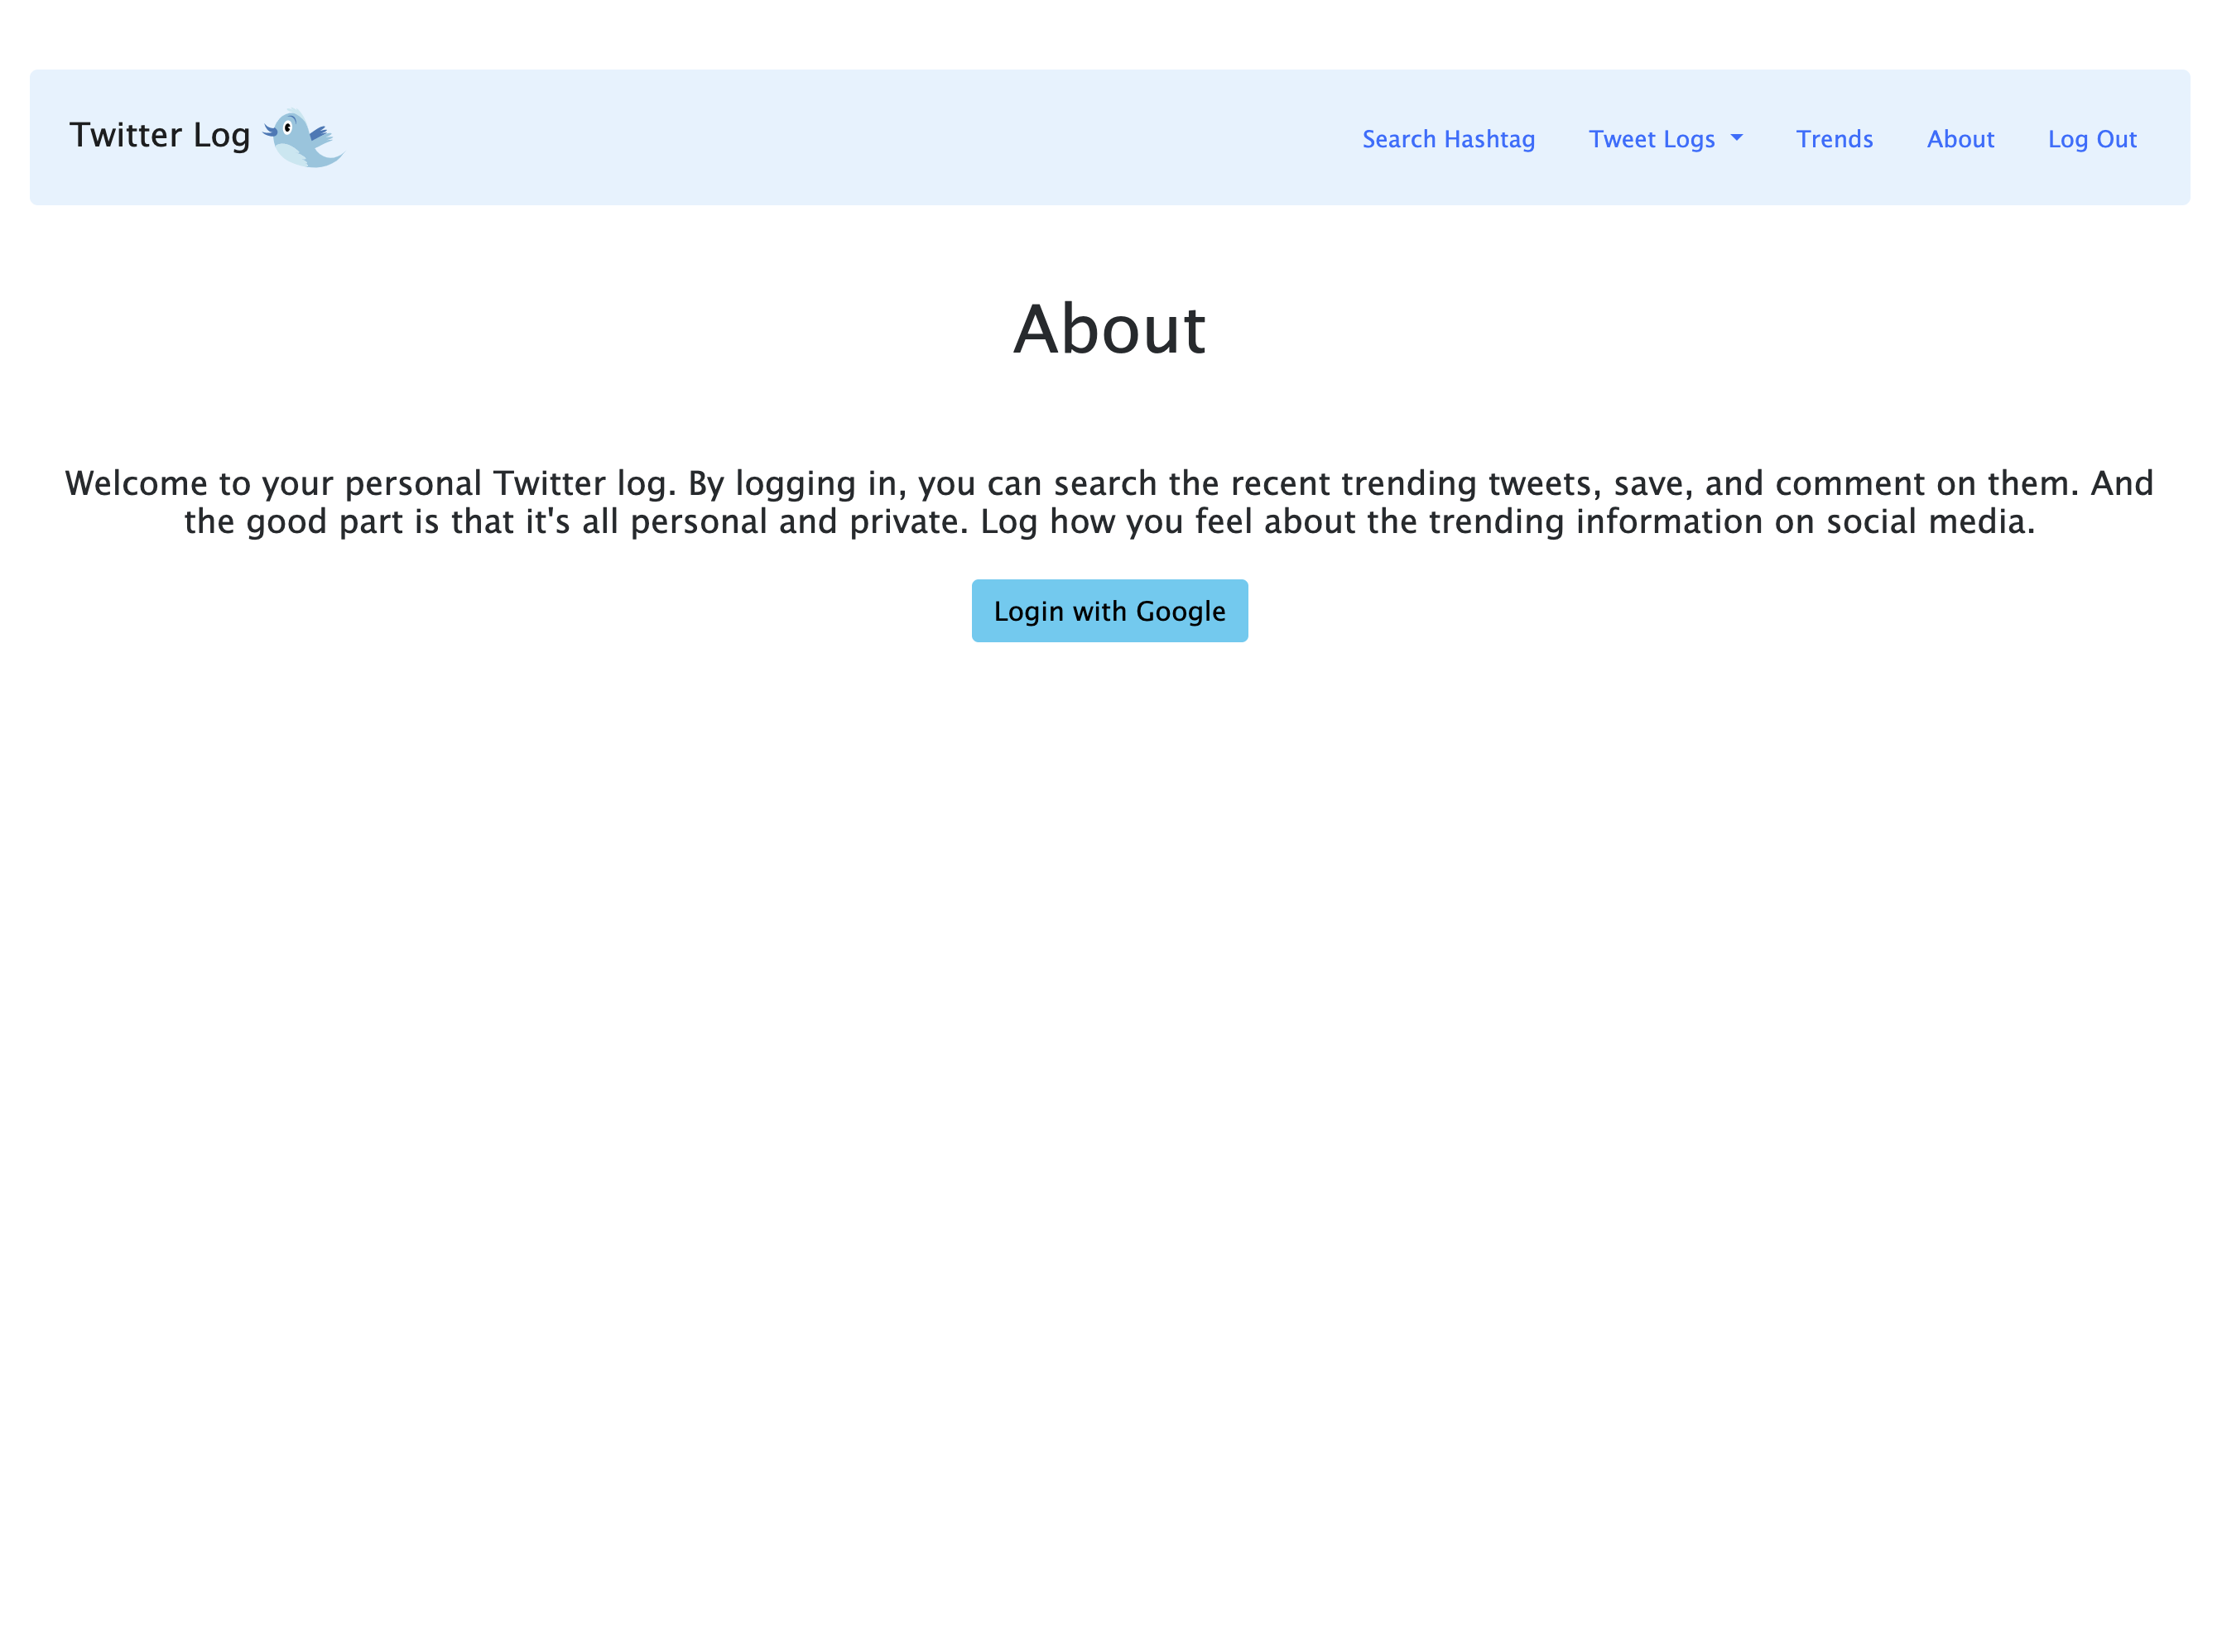 Twitter Log
Search Hashtag
Tweet Logs
Trends
About
Log Out
About
Welcome to your personal Twitter log. By logging in, you can search the recent trending tweets, save, and comment on them. And
the good part is that it's all personal and private. Log how you feel about the trending information on social media.
Login with Google